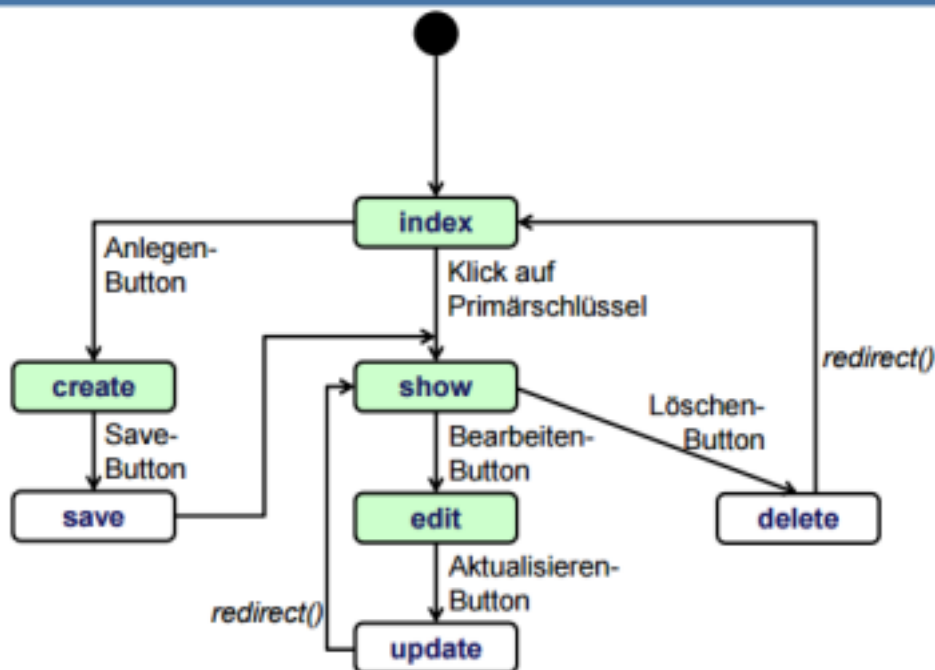 index
Anlegen-
Button
Klick auf
Primärschlüssel
redirect()
create
show
Löschen-
Button
Save-
Button
Bearbeiten-
Button
save
edit
delete
Aktualisieren-
Button
redirect()
update